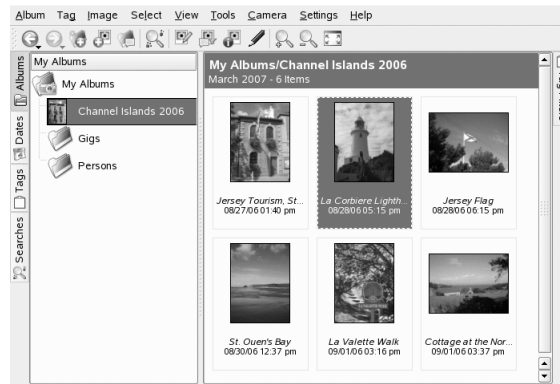 Album Tag Image Select View Tools Camera Settings Help
My Albums
My Albums
Channel Islands 2006
Gigs
Persons
Albums
Dates
Tags
Searches
My Albums/Channel Islands 2006
March 2007 - 6 Items
Jersey Tourism, St...
08/27/06 01:40 pm
La Corbiere Lighth...
08/28/06 05:15 pm
Jersey Flag
08/28/06 06:15 pm
St. Ouen's Bay
08/30/06 12:37 pm
La Valette Walk
09/01/06 03:16 pm
Cottage at the Nor...
09/01/06 03:37 pm